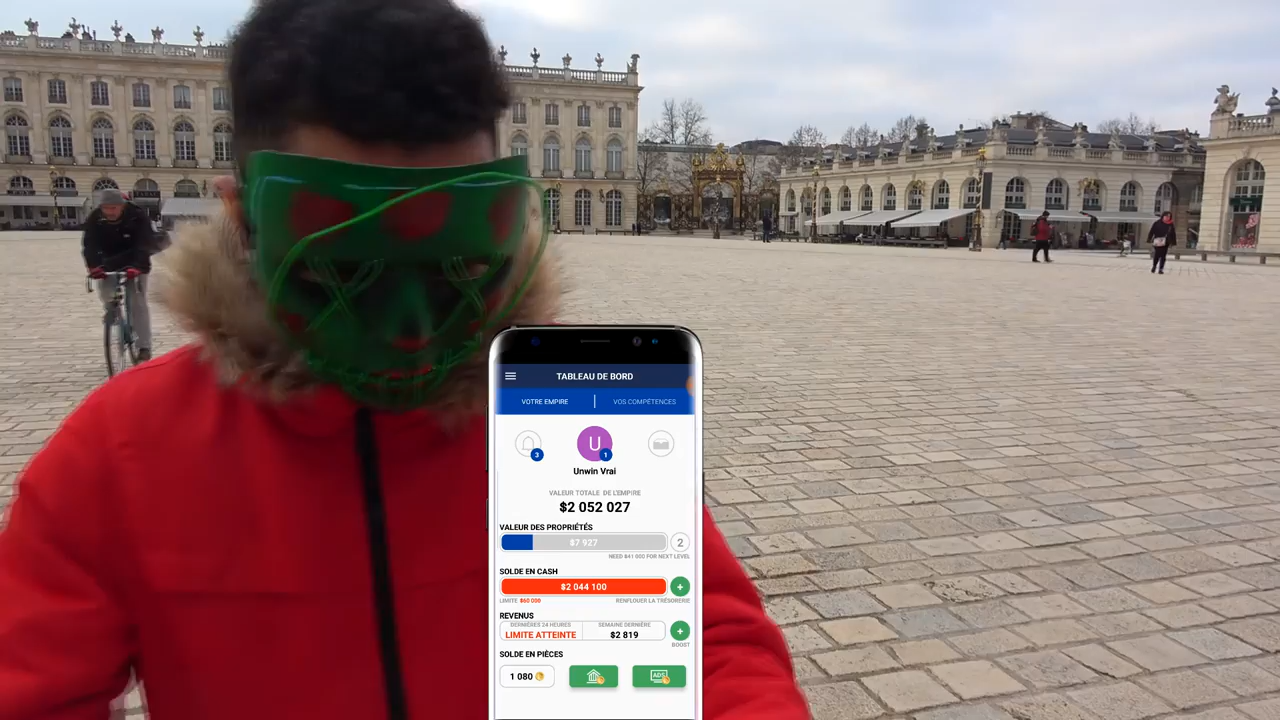 TABLEAU DE BORD
VOTRE EMPIRE
VOS COMPÉTENCES
3
U
1
Unwin Vrai
VALEUR TOTALE DE L'EMPIRE
$2 052 027
VALEUR DES PROPRIÉTÉS
$7 927
2
NEED $41 000 FOR NEXT LEVEL
SOLDE EN CASH
$2 044 100
+
LIMITE $60 000
RENFLOUER LA TRÉSORERIE
REVENUS
DERNIÈRES 24 HEURES
SEMAINE DERNIÈRE
LIMITE ATTEINTE
$2 819
+
BOOST
SOLDE EN PIÈCES
1 080
ADS